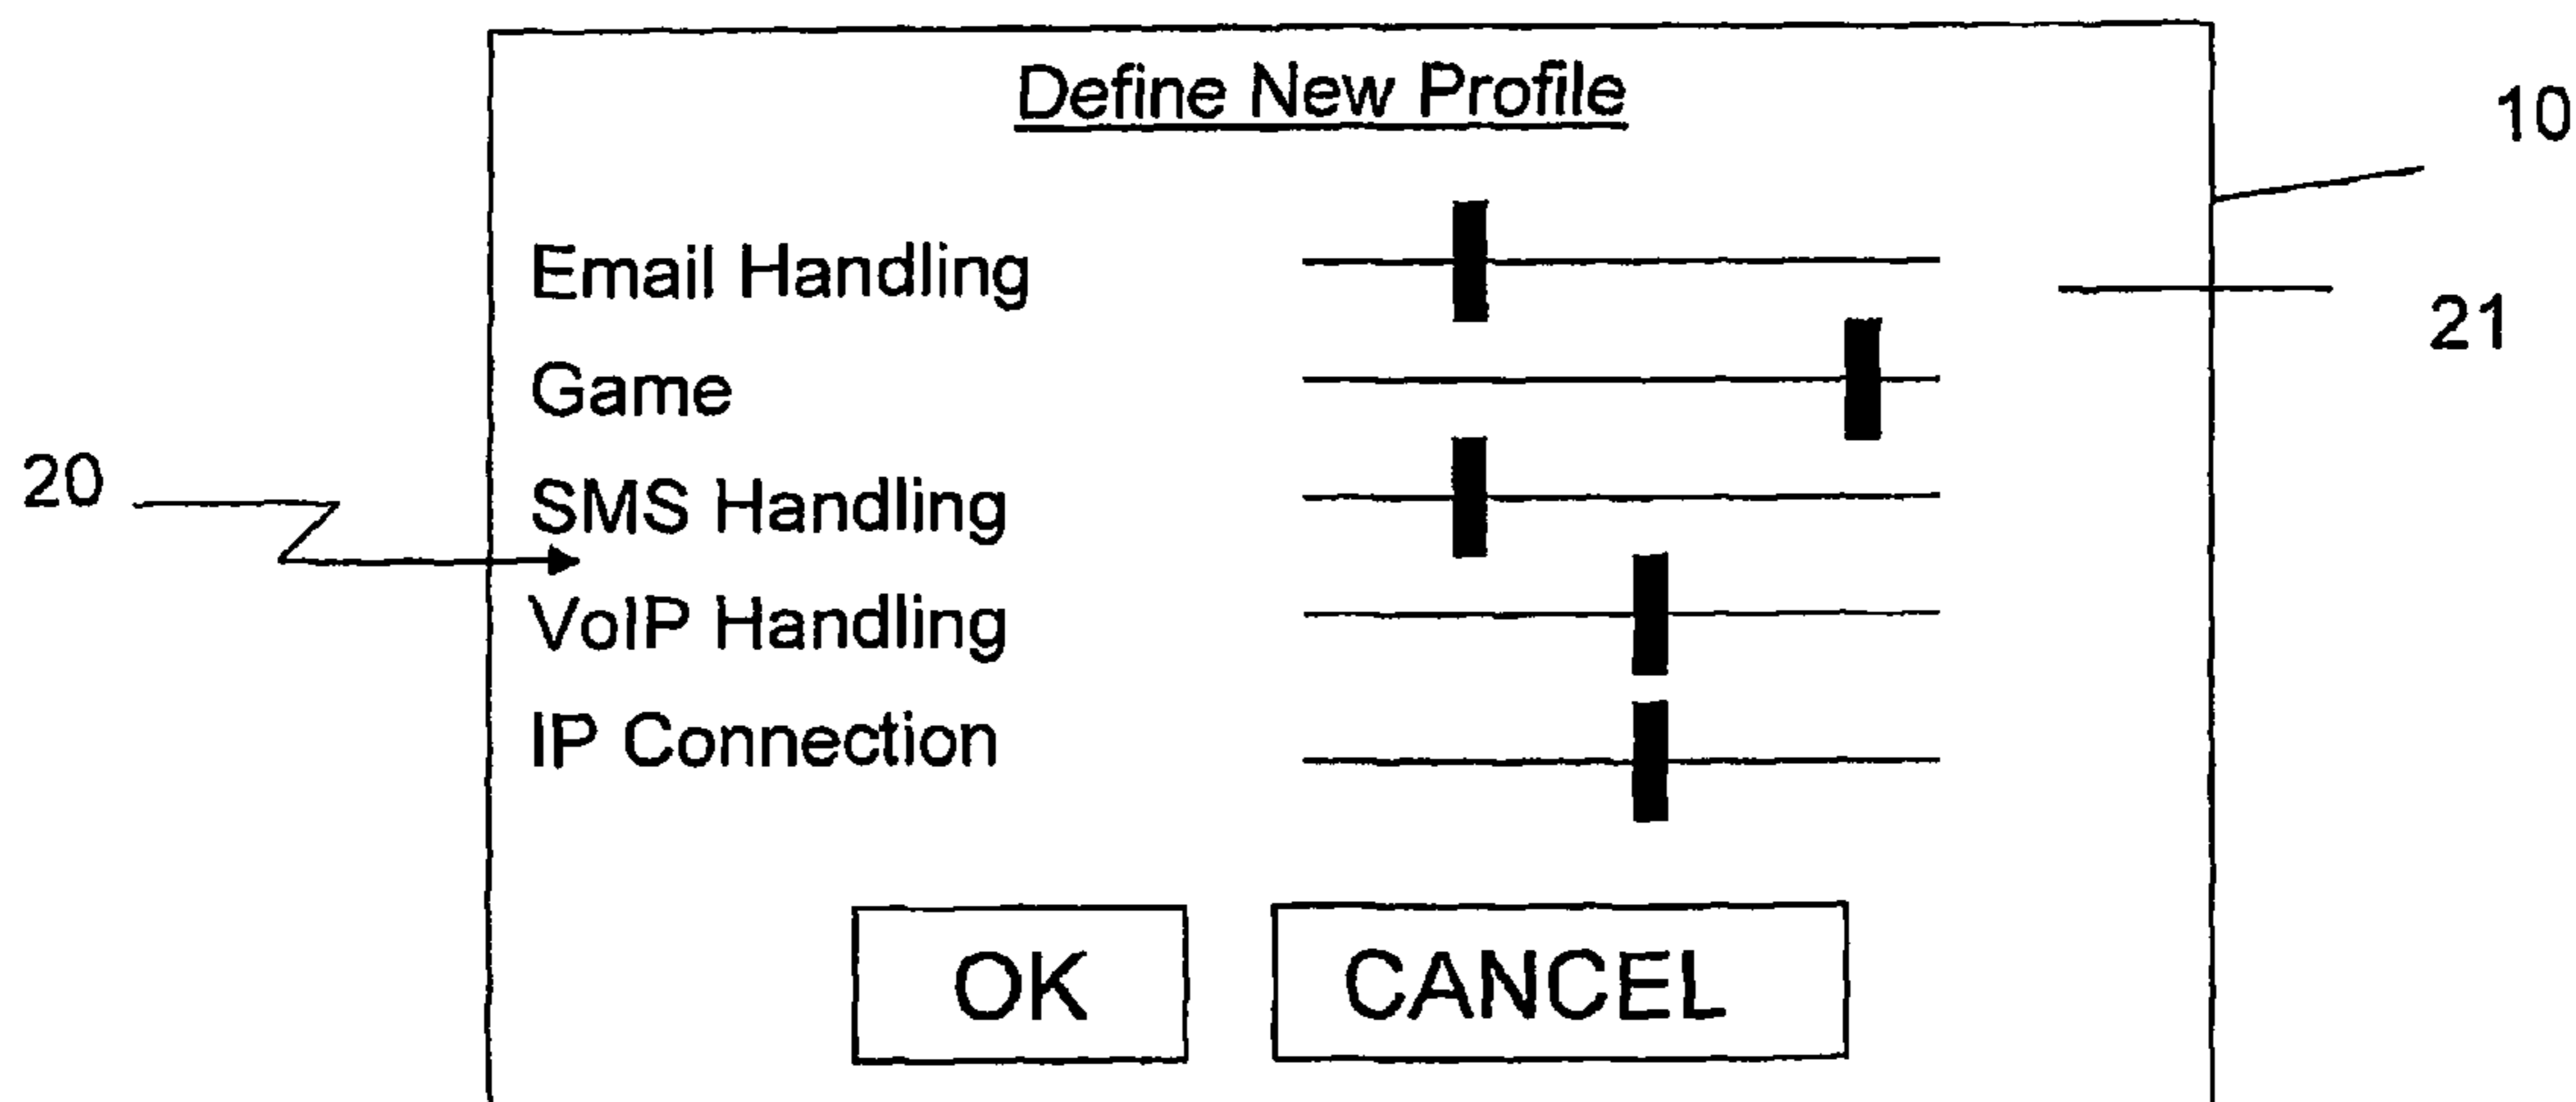 Define New Profile
10
Email Handling
21
Game
20
SMS Handling
VoIP Handling
IP Connection
OK
CANCEL